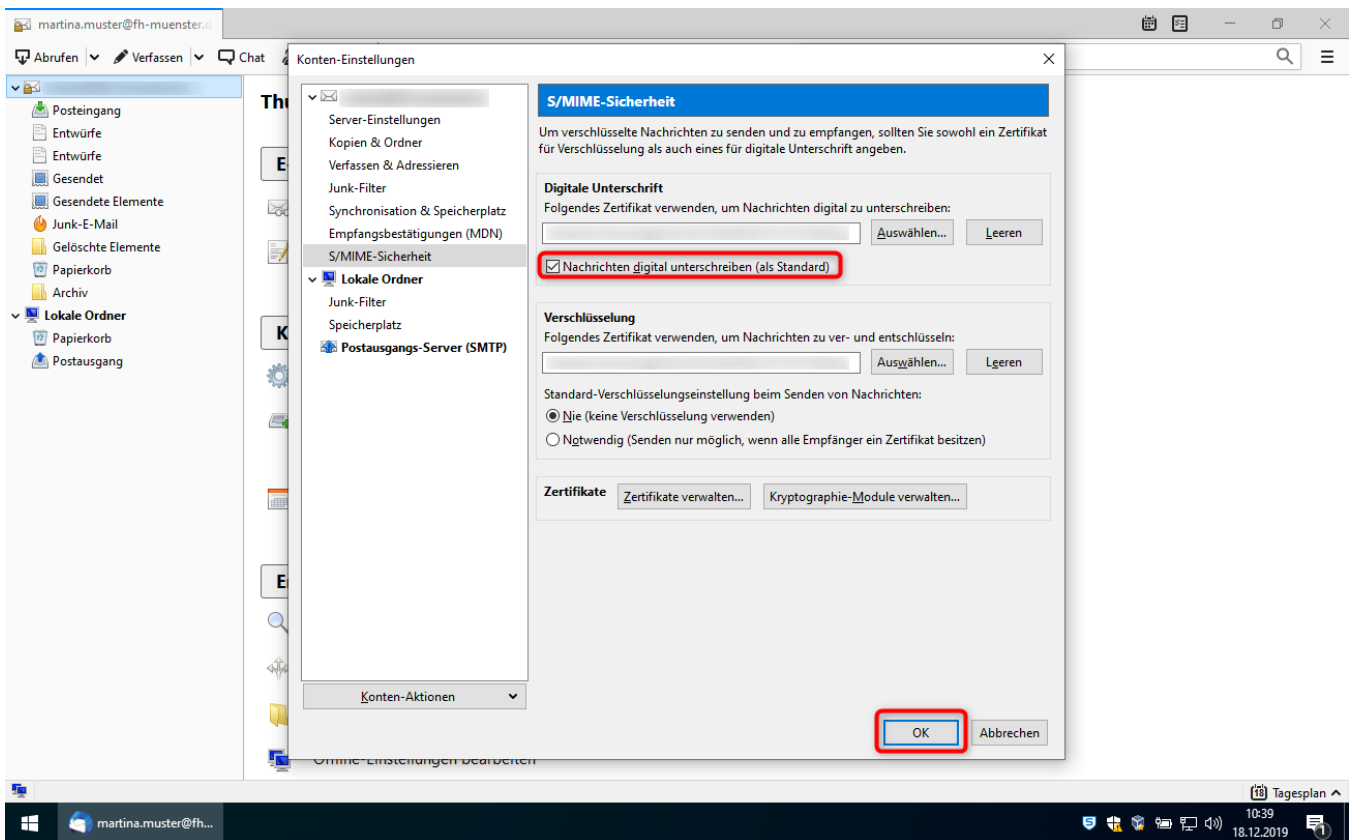 martina.muster@fh-muenster.d
Abrufen
Verfassen
Chat
Posteingang
Entwürfe
Entwürfe
Gesendet
Gesendete Elemente
Junk-E-Mail
Gelöschte Elemente
Papierkorb
Archiv
Lokale Ordner
Papierkorb
Postausgang
Konten-Einstellungen
Server-Einstellungen
Kopien & Ordner
Verfassen & Adressieren
Junk-Filter
Synchronisation & Speicherplatz
Empfangsbestätigungen (MDN)
S/MIME-Sicherheit
Lokale Ordner
Junk-Filter
Speicherplatz
Postausgangs-Server (SMTP)
Konten-Aktionen
S/MIME-Sicherheit
Um verschlüsselte Nachrichten zu senden und zu empfangen, sollten Sie sowohl ein Zertifikat
für Verschlüsselung als auch eines für digitale Unterschrift angeben.
Digitale Unterschrift
Folgendes Zertifikat verwenden, um Nachrichten digital zu unterschreiben:
Auswählen... Leeren
Nachrichten digital unterschreiben (als Standard)
Verschlüsselung
Folgendes Zertifikat verwenden, um Nachrichten zu ver- und entschlüsseln:
Auswählen... Leeren
Standard-Verschlüsselungseinstellung beim Senden von Nachrichten:
Nie (keine Verschlüsselung verwenden)
Notwendig (Senden nur möglich, wenn alle Empfänger ein Zertifikat besitzen)
Zertifikate Zertifikate verwalten... Kryptographie-Module verwalten...
OK Abbrechen
Offline-Einstellungen bearbeiten
18 Tagesplan
martina.muster@fh...
10:39
18.12.2019
1